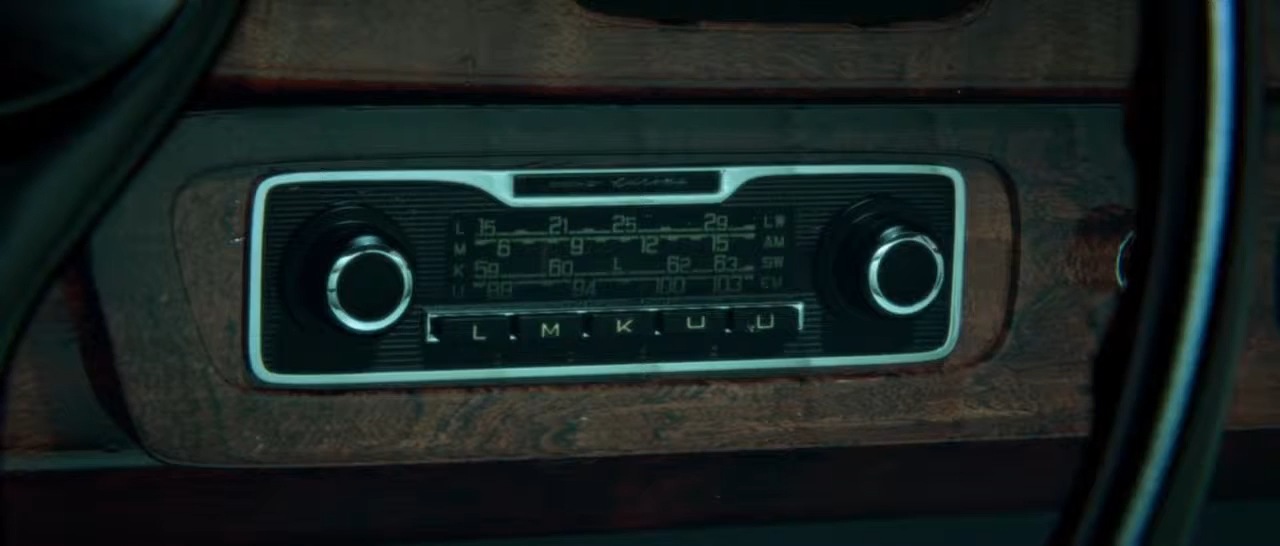 L 16 21 25 29 LW
M 6 9 12 15 AM
K 59 60 L 62 63 SW
U 88 94 100 103 FM
L M K U U